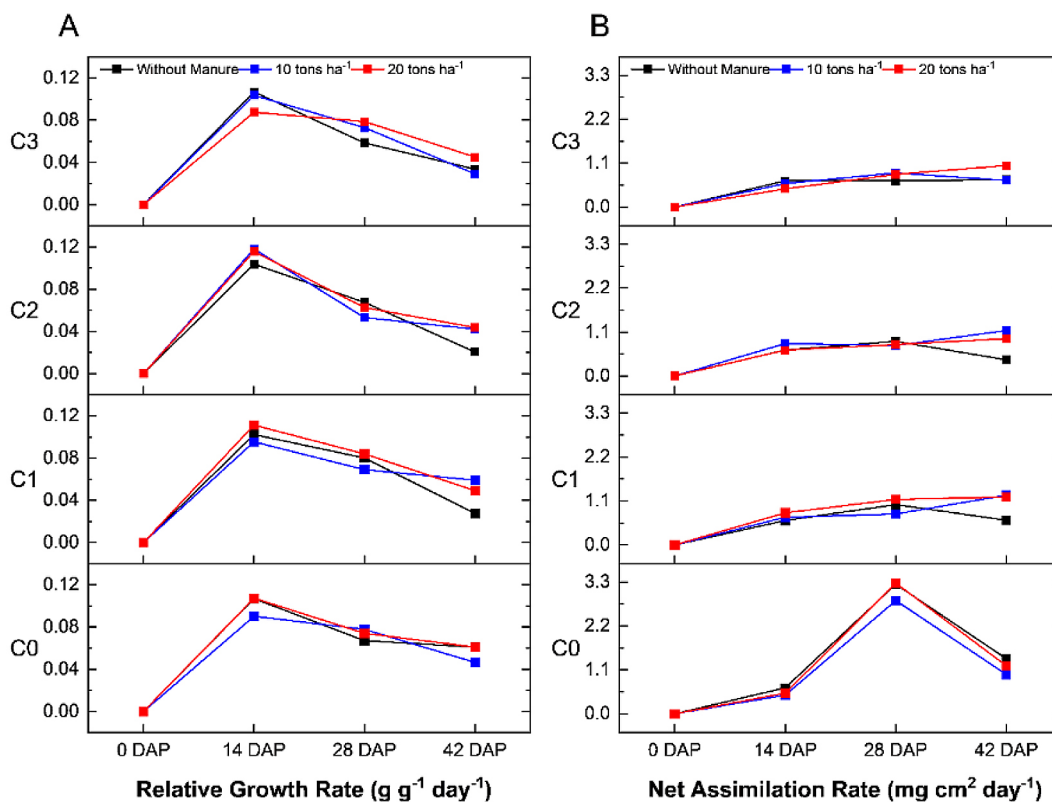 A
B
Without Manure 10 tons ha⁻¹ 20 tons ha⁻¹
Without Manure 10 tons ha⁻¹ 20 tons ha⁻¹
C3
0.12
0.08
0.04
0.00
C3
3.3
2.2
1.1
0.0
C2
0.12
0.08
0.04
0.00
C2
3.3
2.2
1.1
0.0
C1
0.12
0.08
0.04
0.00
C1
3.3
2.2
1.1
0.0
C0
0.12
0.08
0.04
0.00
C0
3.3
2.2
1.1
0.0
0 DAP 14 DAP 28 DAP 42 DAP
0 DAP 14 DAP 28 DAP 42 DAP
Relative Growth Rate (g g⁻¹ day⁻¹)
Net Assimilation Rate (mg cm² day⁻¹)